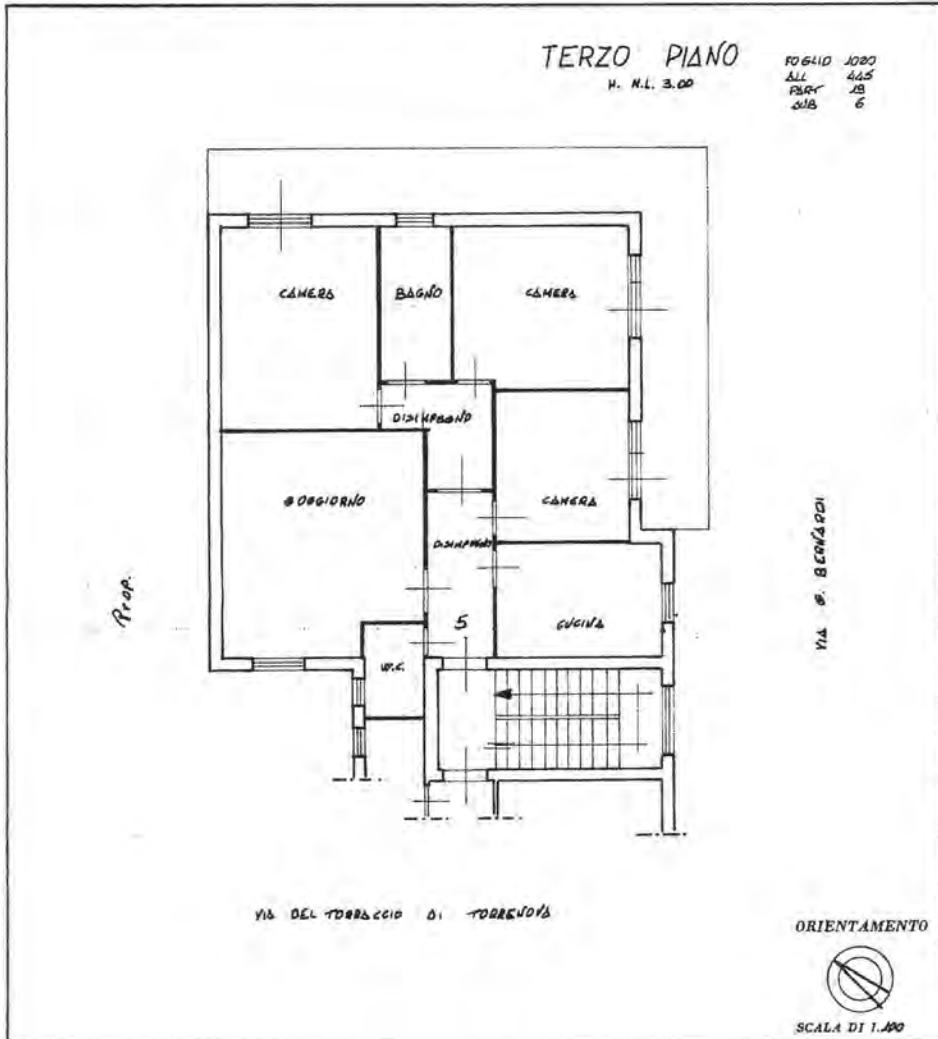 TERZO PIANO
H. N.L. 3.00
FOGLIO 1020
ALL 445
PART 19
SUB 6
CAMERA
BAGNO
CAMERA
DISIMPEGNO
SOGGIORNO
CAMERA
DISIMPEGNO
CUCINA
5
W.C.
Prop.
VIA G. BERNARDI
VIA DEL TORRACCIO DI TORRENOVA
ORIENTAMENTO
SCALA DI 1.100